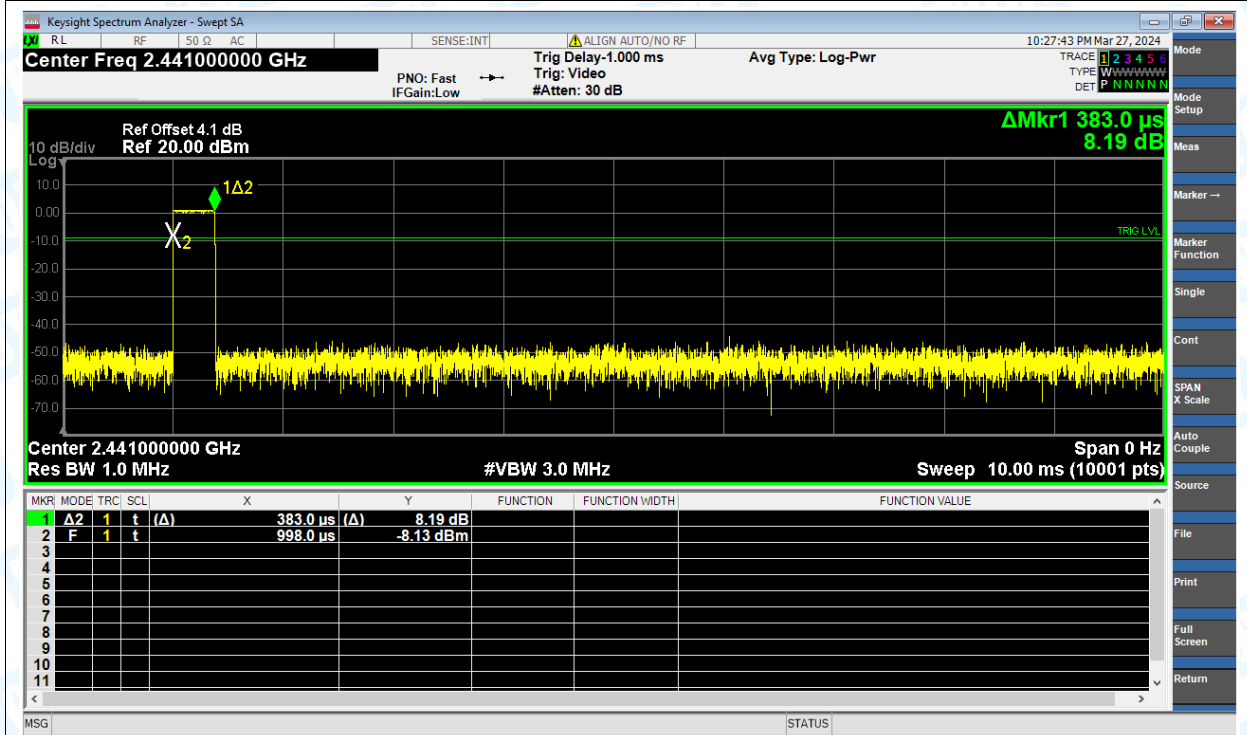 Keysight Spectrum Analyzer - Swept SA
LXI RL RF 50 Ω AC SENSE:INT ALIGN AUTO/NO RF 10:27:43 PM Mar 27, 2024
Center Freq 2.441000000 GHz
PNO: Fast
IFGain:Low
Trig Delay-1.000 ms
Trig: Video
#Atten: 30 dB
Avg Type: Log-Pwr
TRACE 1 2 3 4 5 6
TYPE WWWWWW
DET P N N N N N
ΔMkr1 383.0 µs
8.19 dB
10 dB/div
Log
Ref Offset 4.1 dB
Ref 20.00 dBm
10.0
0.00
-10.0
-20.0
-30.0
-40.0
-50.0
-60.0
-70.0
1Δ2
X2
TRIG LVL
Center 2.441000000 GHz Span 0 Hz
Res BW 1.0 MHz #VBW 3.0 MHz Sweep 10.00 ms (10001 pts)
MKR MODE TRC SCL X Y FUNCTION FUNCTION WIDTH FUNCTION VALUE
1 Δ2 1 t (Δ) 383.0 µs (Δ) 8.19 dB
2 F 1 t 998.0 µs -8.13 dBm
3
4
5
6
7
8
9
10
11
MSG STATUS
Mode
Mode
Setup
Meas
Marker →
Marker
Function
Single
Cont
SPAN
X Scale
Auto
Couple
Source
File
Print
Full
Screen
Return